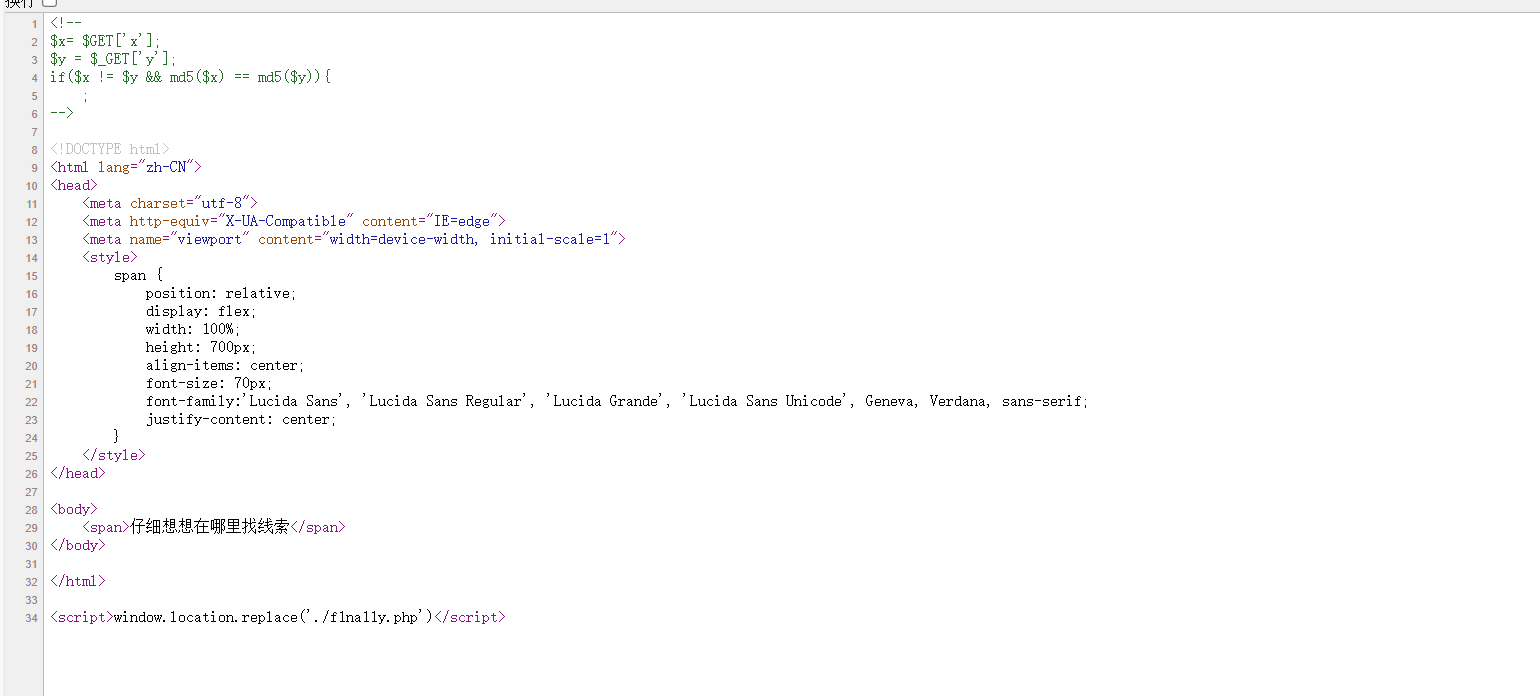 换行
1 <!--
2 $x= $GET['x'];
3 $y = $_GET['y'];
4 if($x != $y && md5($x) == md5($y)){
5     ;
6 -->
7
8 <!DOCTYPE html>
9 <html lang="zh-CN">
10 <head>
11     <meta charset="utf-8">
12     <meta http-equiv="X-UA-Compatible" content="IE=edge">
13     <meta name="viewport" content="width=device-width, initial-scale=1">
14     <style>
15         span {
16             position: relative;
17             display: flex;
18             width: 100%;
19             height: 700px;
20             align-items: center;
21             font-size: 70px;
22             font-family:'Lucida Sans', 'Lucida Sans Regular', 'Lucida Grande', 'Lucida Sans Unicode', Geneva, Verdana, sans-serif;
23             justify-content: center;
24         }
25     </style>
26 </head>
27
28 <body>
29     <span>仔细想想在哪里找线索</span>
30 </body>
31
32 </html>
33
34 <script>window.location.replace('./f1nally.php')</script>